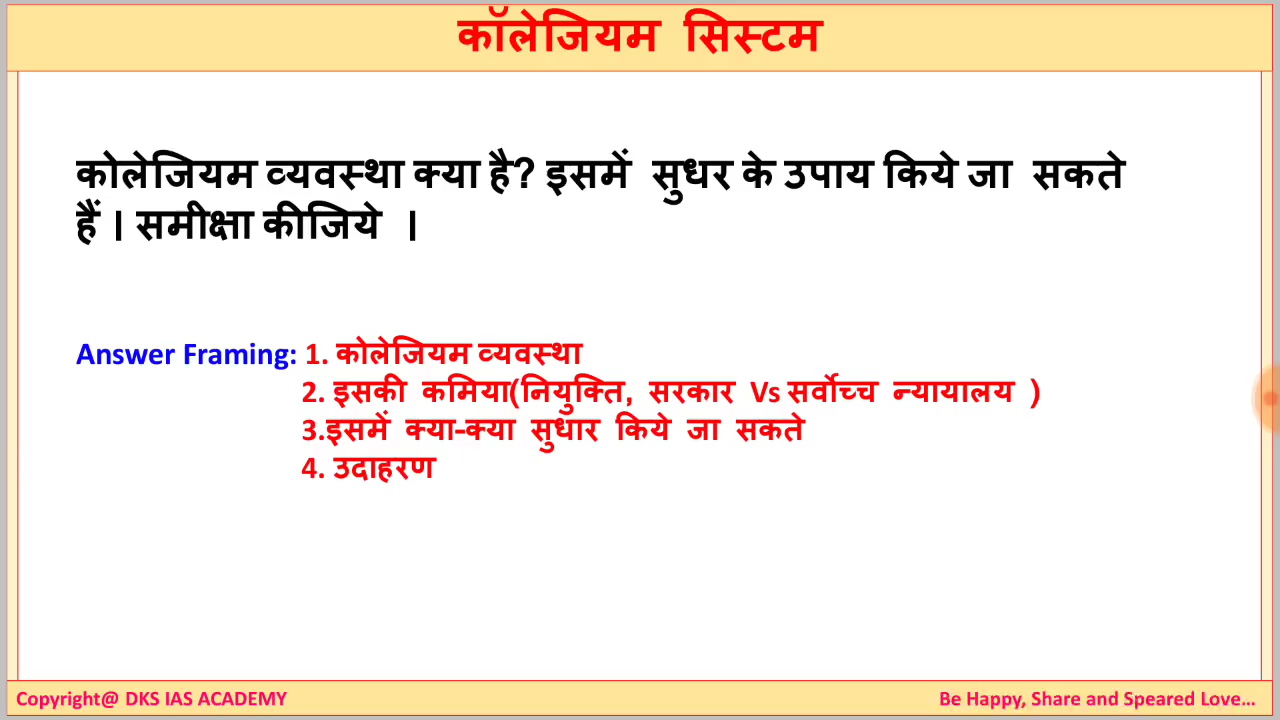 कॉलेजियम सिस्टम
कोलेजियम व्यवस्था क्या है? इसमें सुधर के उपाय किये जा सकते
हैं । समीक्षा कीजिये ।
Answer Framing: 1. कोलेजियम व्यवस्था
2. इसकी कमिया(नियुक्ति, सरकार Vs सर्वोच्च न्यायालय )
3.इसमें क्या-क्या सुधार किये जा सकते
4. उदाहरण
Copyright@ DKS IAS ACADEMY
Be Happy, Share and Speared Love...